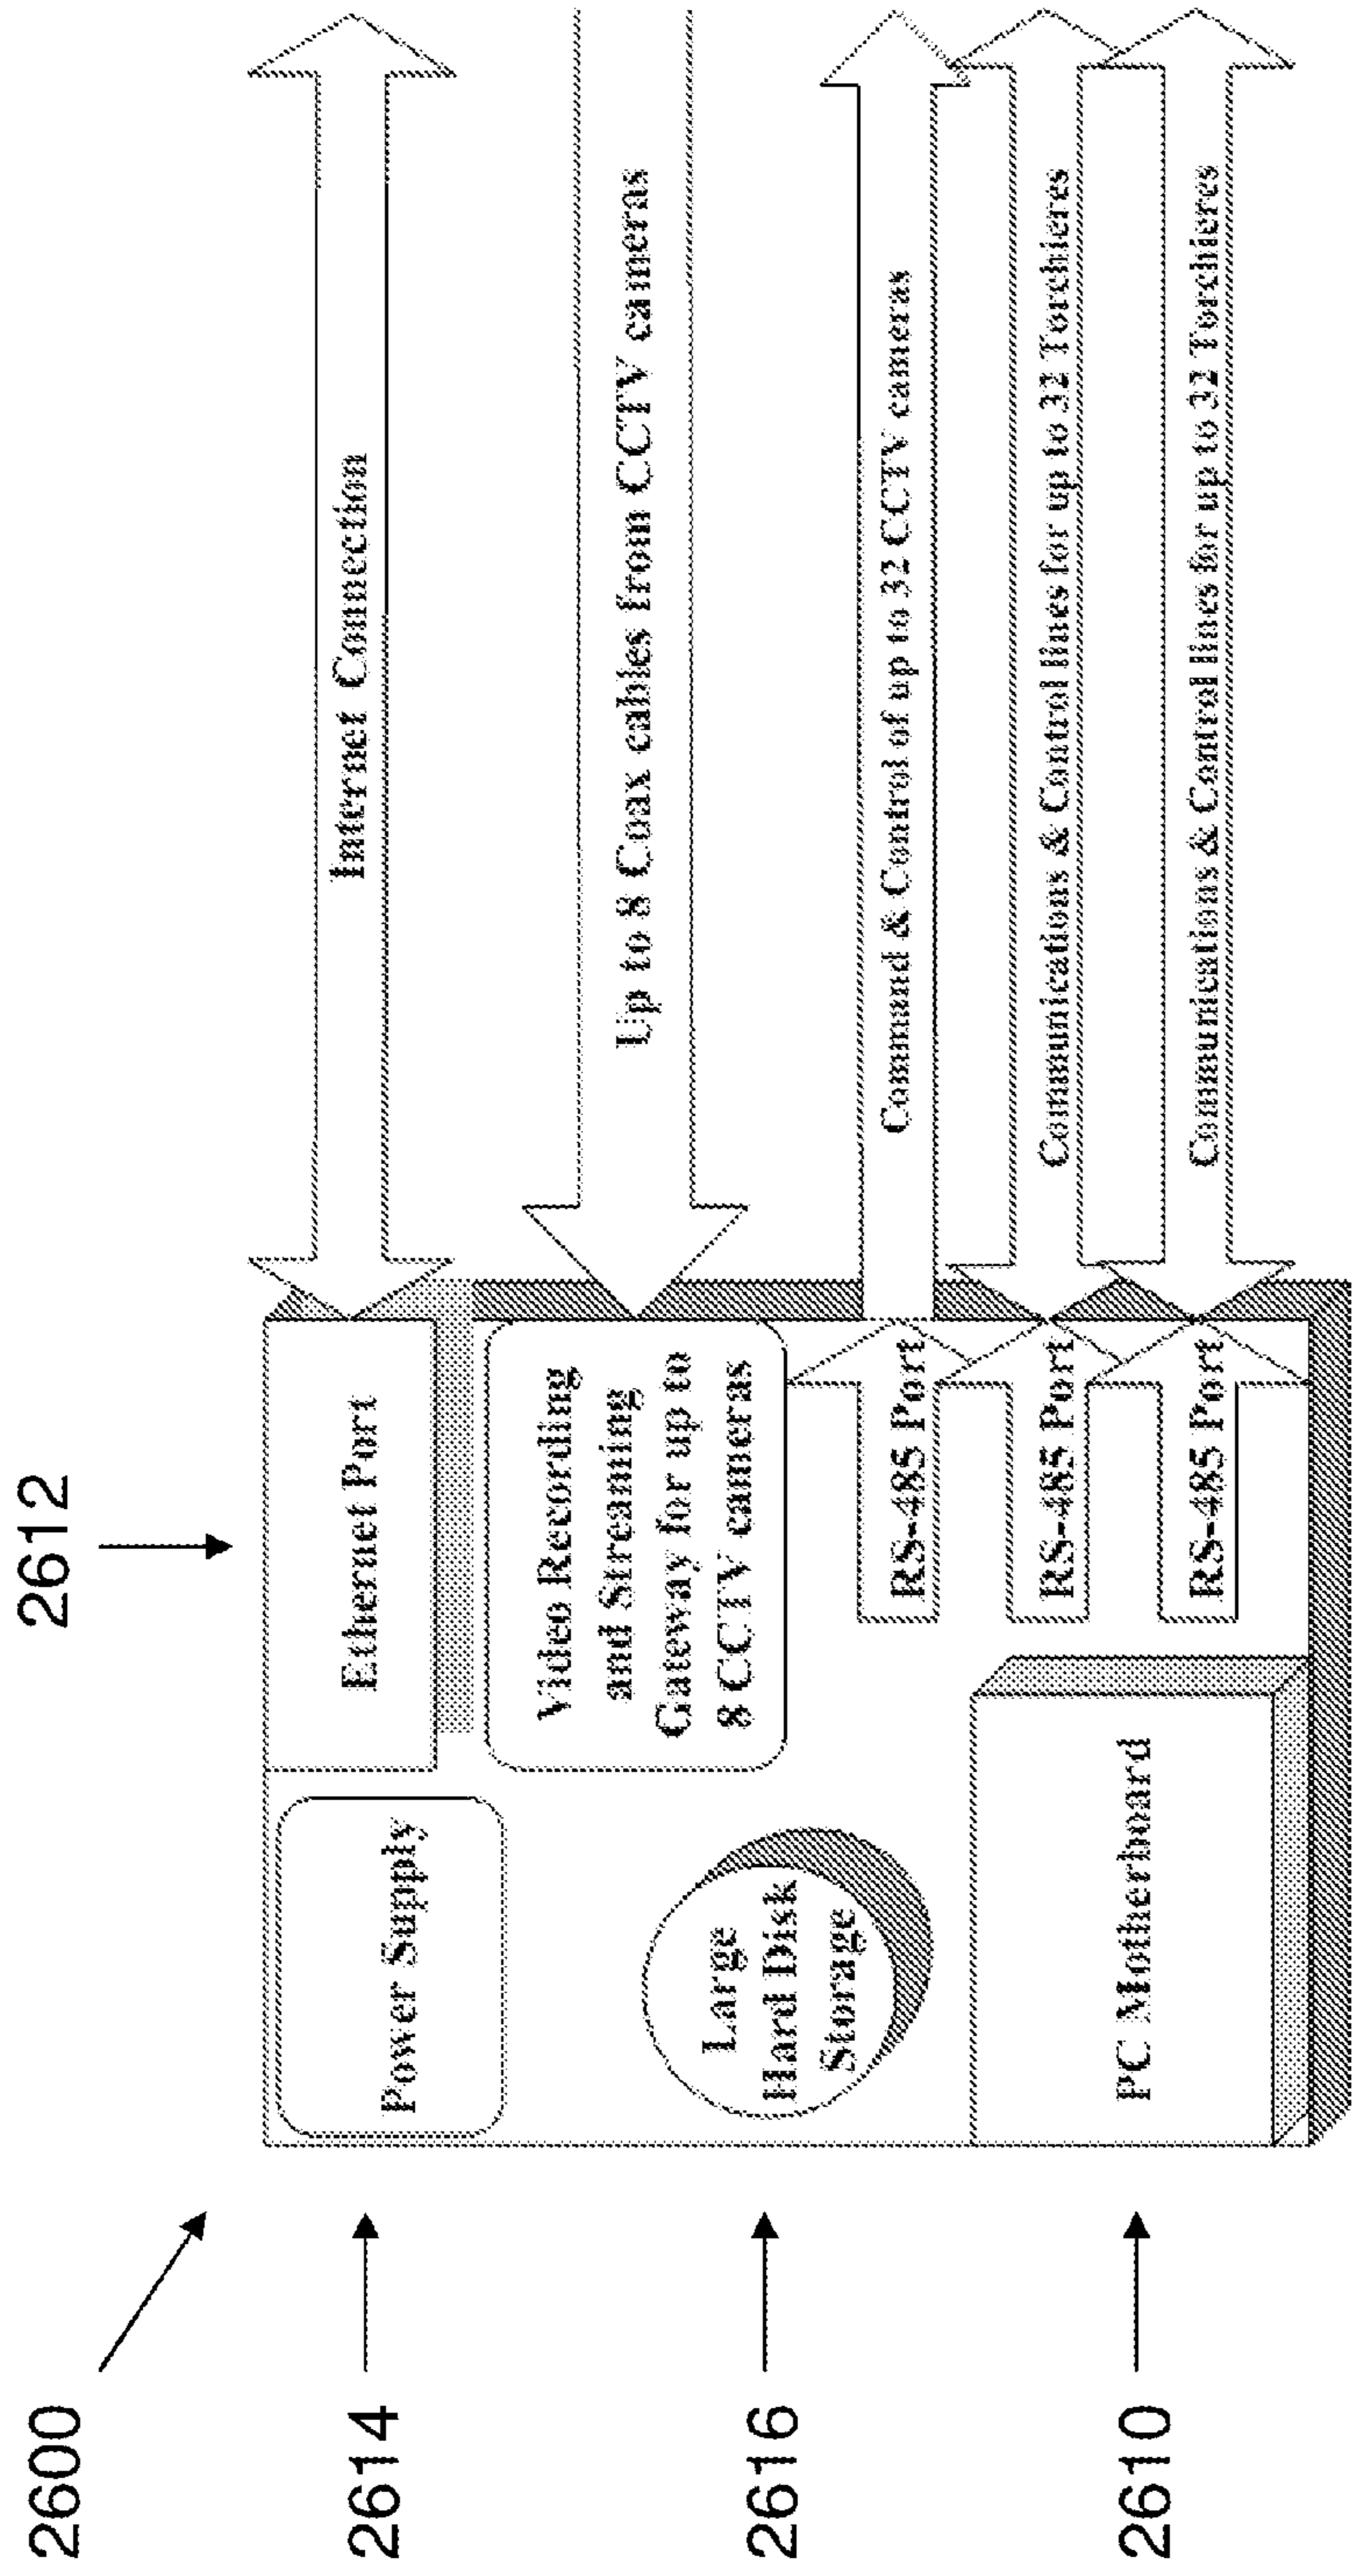 2600
2612
2614
Power Supply
Ethernet Port
Internet Connection
Video Recording
and Streaming
Gateway for up to
8 CCTV cameras
Up to 8 Coax cables from CCTV cameras
2616
Large
Hard Disk
Storage
RS-485 Port
Command & Control of up to 32 CCTV cameras
RS-485 Port
Communications & Control lines for up to 32 Torchieres
2610
PC Motherboard
RS-485 Port
Communications & Control lines for up to 32 Torchieres